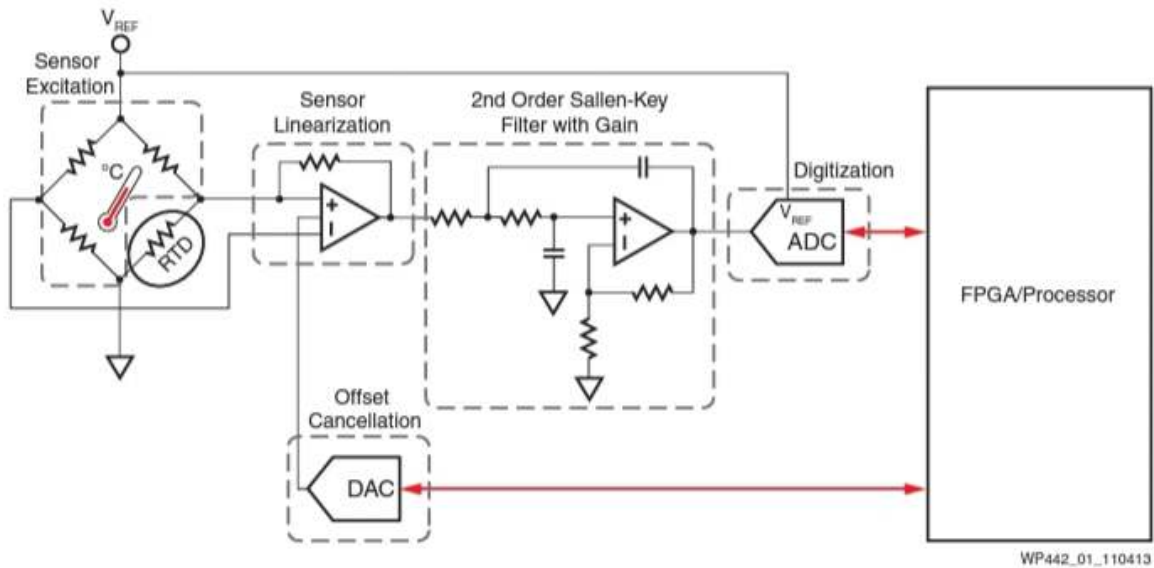 VREF
Sensor
Excitation
°C
RTD
Sensor
Linearization
+
–
2nd Order Sallen-Key
Filter with Gain
+
–
Digitization
VREF
ADC
FPGA/Processor
Offset
Cancellation
DAC
WP442_01_110413